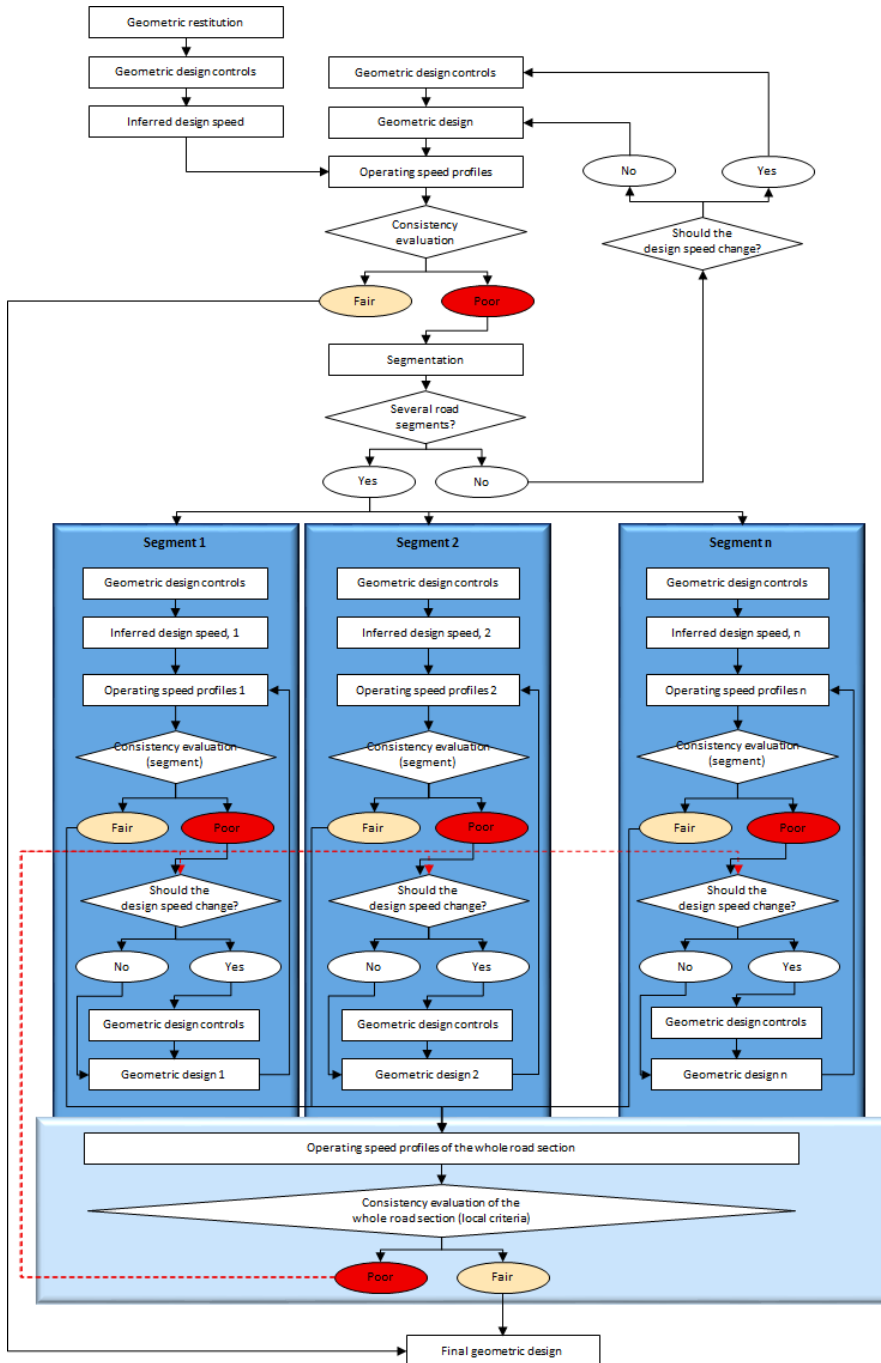 Geometric restitution
Geometric design controls
Geometric design controls
Inferred design speed
Geometric design
Operating speed profiles
No
Yes
Consistency
evaluation
Should the
design speed change?
Fair
Poor
Segmentation
Several road
segments?
Yes
No
Segment 1
Segment 2
Segment n
Geometric design controls
Geometric design controls
Geometric design controls
Inferred design speed, 1
Inferred design speed, 2
Inferred design speed, n
Operating speed profiles 1
Operating speed profiles 2
Operating speed profiles n
Consistency evaluation
(segment)
Consistency evaluation
(segment)
Consistency evaluation
(segment)
Fair
Poor
Fair
Poor
Fair
Poor
Should the
design speed change?
Should the
design speed change?
Should the
design speed change?
No
Yes
No
Yes
No
Yes
Geometric design controls
Geometric design controls
Geometric design controls
Geometric design 1
Geometric design 2
Geometric design n
Operating speed profiles of the whole road section
Consistency evaluation of the
whole road section (local criteria)
Poor
Fair
Final geometric design